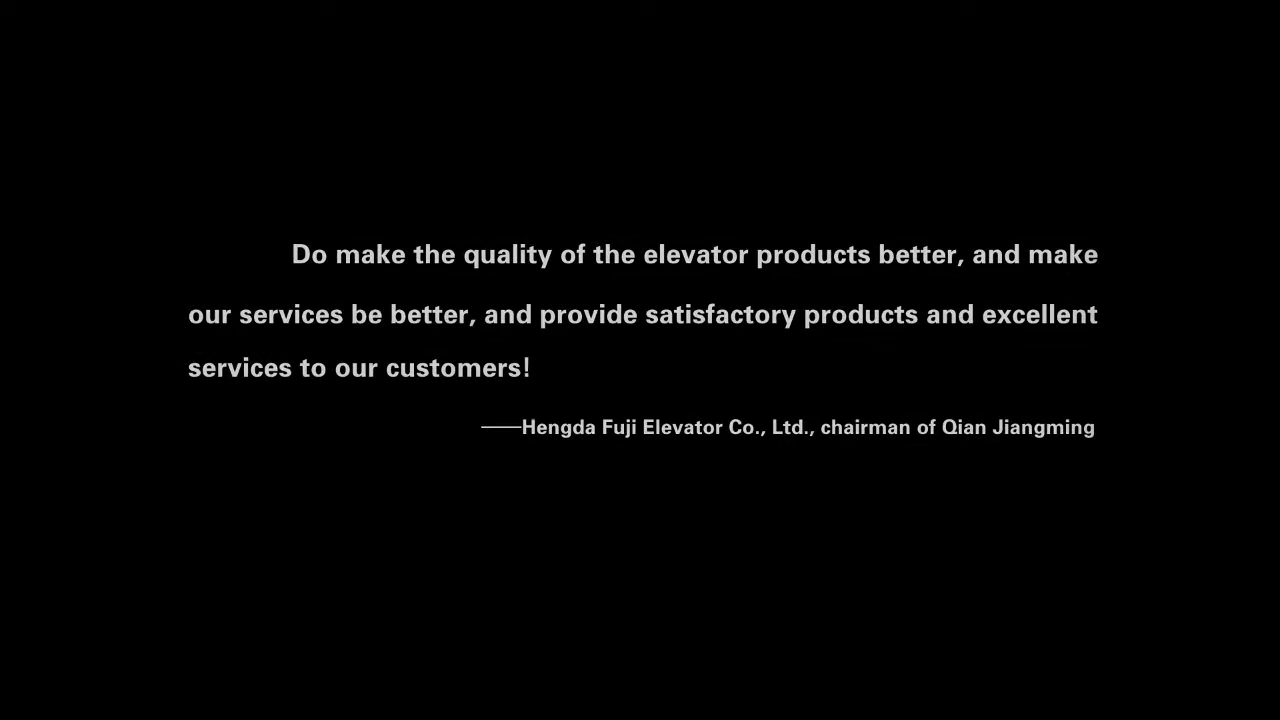 Do make the quality of the elevator products better, and make
our services be better, and provide satisfactory products and excellent
services to our customers!
——Hengda Fuji Elevator Co., Ltd., chairman of Qian Jiangming